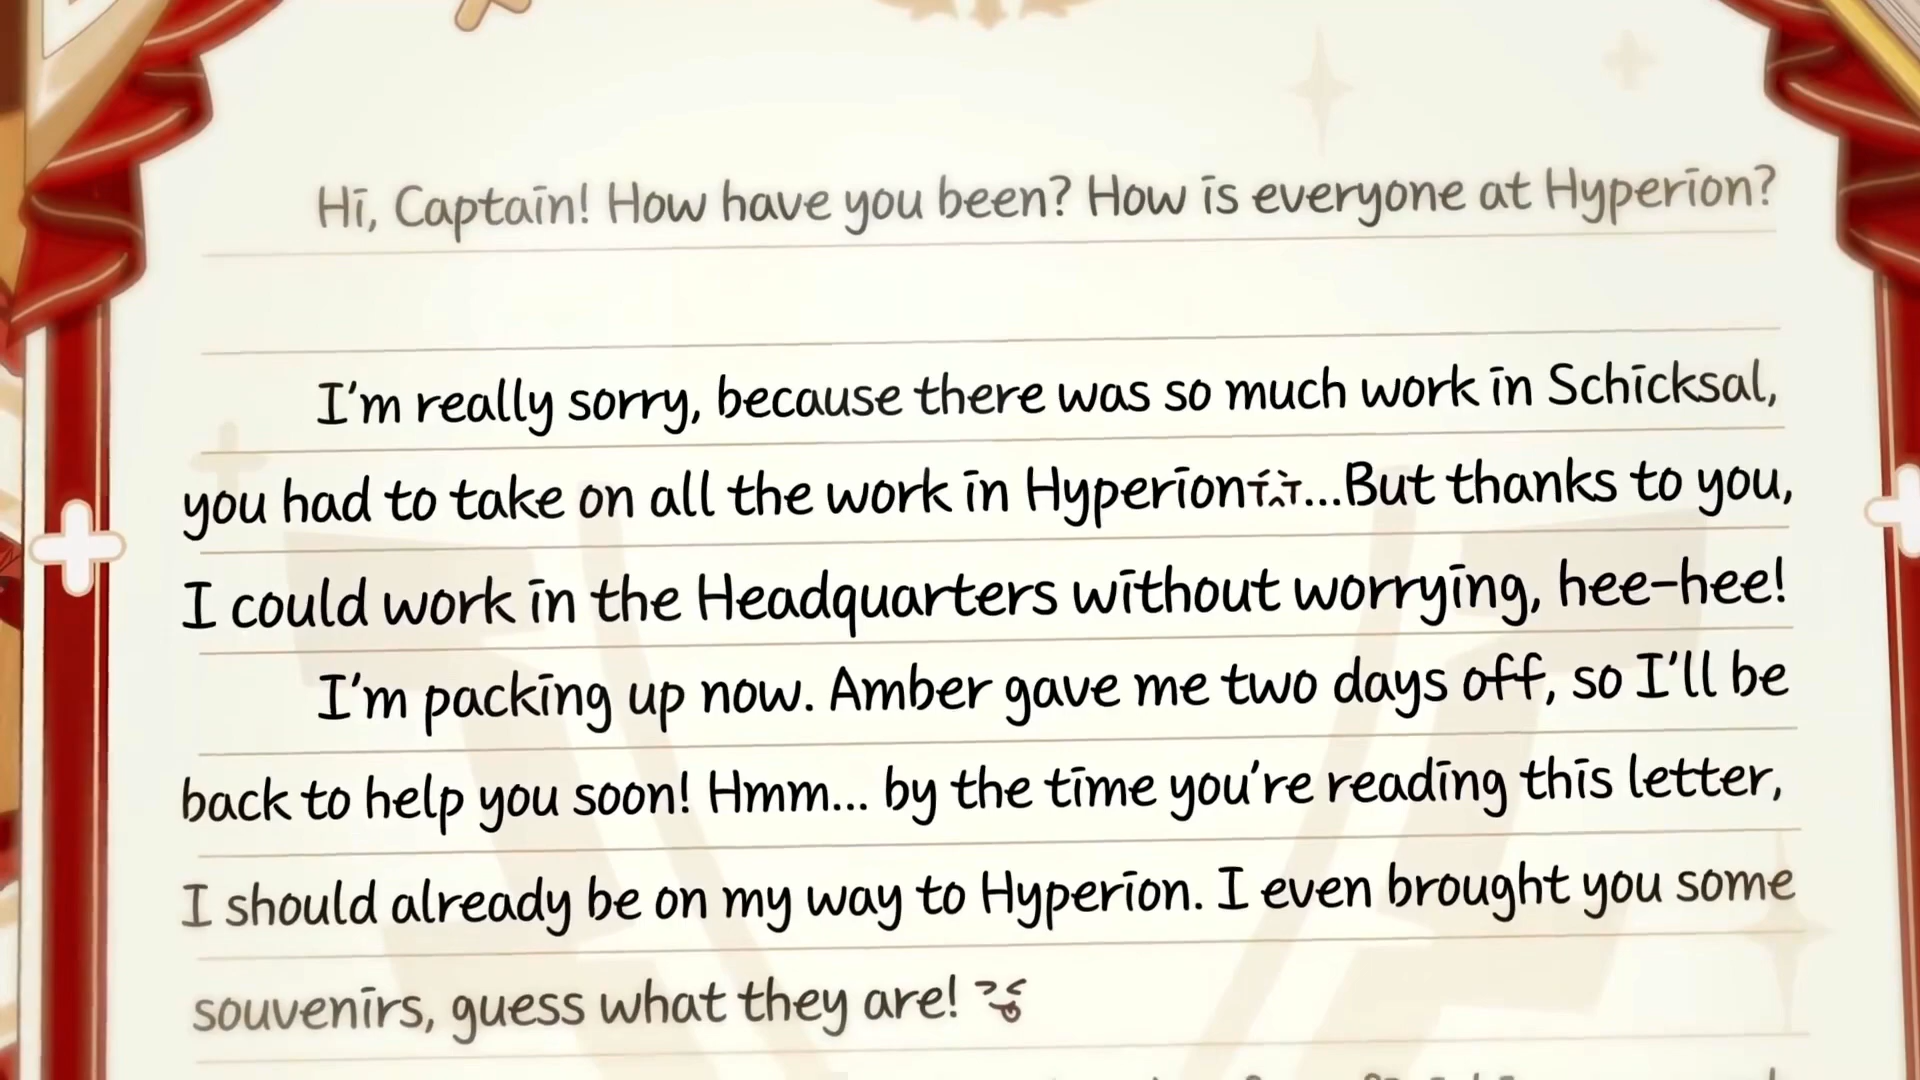 Hi, Captain! How have you been? How is everyone at Hyperion?
I'm really sorry, because there was so much work in Schicksal,
you had to take on all the work in Hyperion...But thanks to you,
I could work in the Headquarters without worrying, hee-hee!
I'm packing up now. Amber gave me two days off, so I'll be
back to help you soon! Hmm... by the time you're reading this letter,
I should already be on my way to Hyperion. I even brought you some
souvenirs, guess what they are!